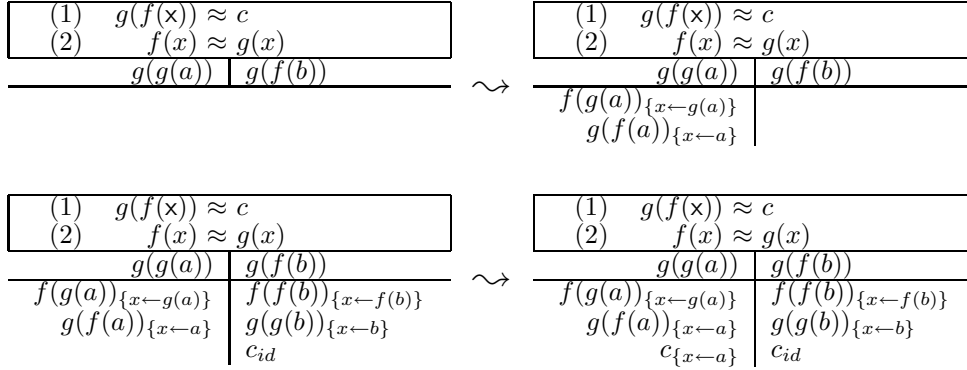 (1) g(f(x)) ≈ c
(2) f(x) ≈ g(x)
g(g(a)) g(f(b))
⇝
(1) g(f(x)) ≈ c
(2) f(x) ≈ g(x)
g(g(a)) g(f(b))
f(g(a)){x←g(a)}
g(f(a)){x←a}
(1) g(f(x)) ≈ c
(2) f(x) ≈ g(x)
g(g(a)) g(f(b))
f(g(a)){x←g(a)} f(f(b)){x←f(b)}
g(f(a)){x←a} g(g(b)){x←b}
c_id
⇝
(1) g(f(x)) ≈ c
(2) f(x) ≈ g(x)
g(g(a)) g(f(b))
f(g(a)){x←g(a)} f(f(b)){x←f(b)}
g(f(a)){x←a} g(g(b)){x←b}
c{x←a} c_id